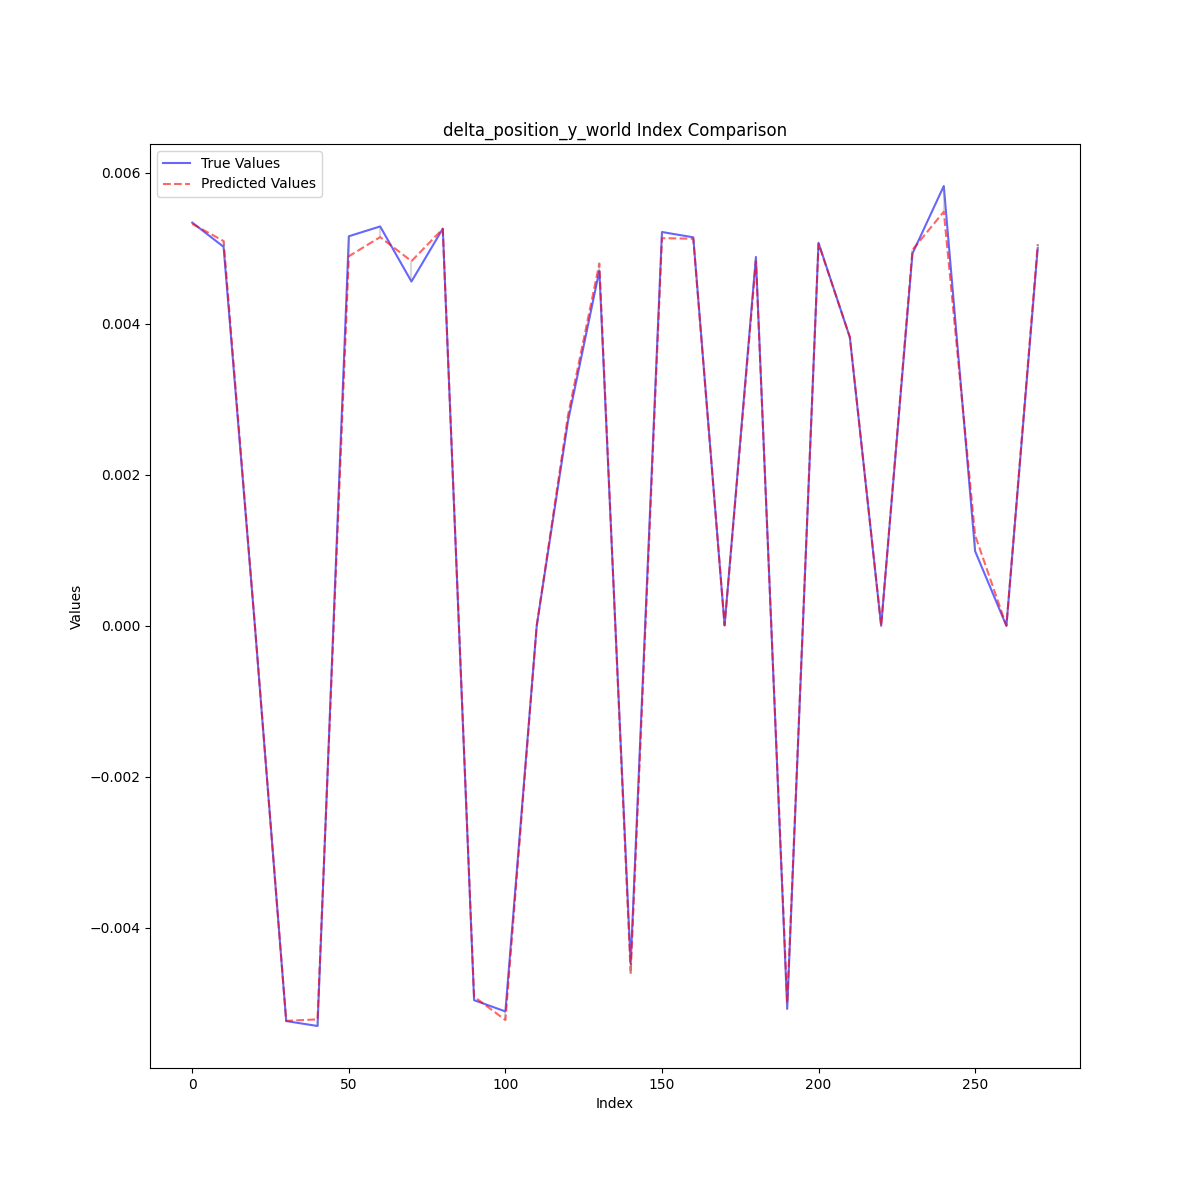 delta_position_y_world Index Comparison
True Values
Predicted Values
0.006
0.004
0.002
0.000
−0.002
−0.004
Values
0
50
100
150
200
250
Index